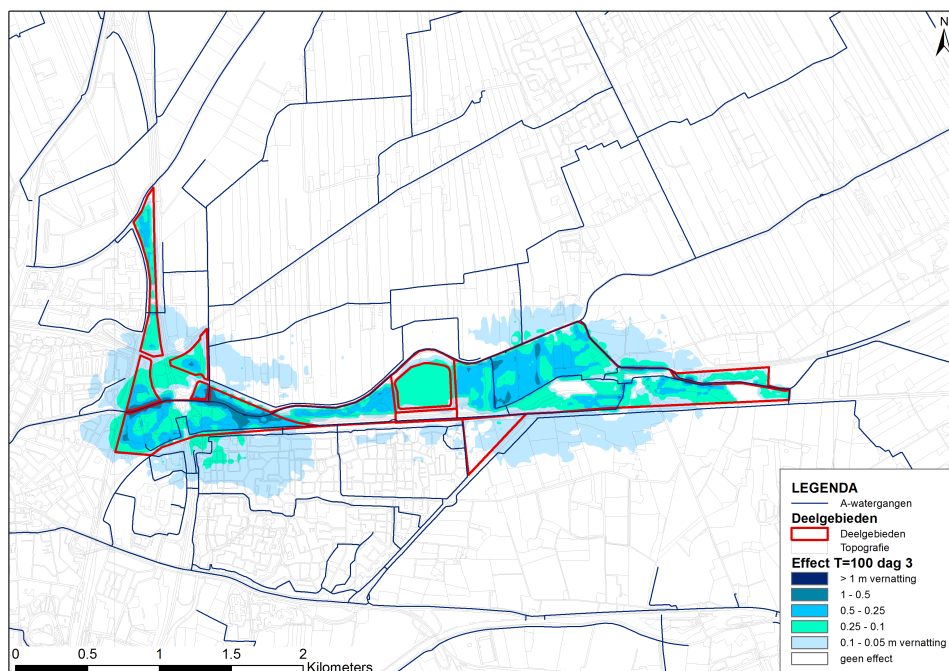 N
LEGENDA
A-watergangen
Deelgebieden
Deelgebieden
Topografie
Effect T=100 dag 3
> 1 m vernatting
1 - 0.5
0.5 - 0.25
0.25 - 0.1
0.1 - 0.05 m vernatting
geen effect
0 0.5 1 1.5 2
Kilometers